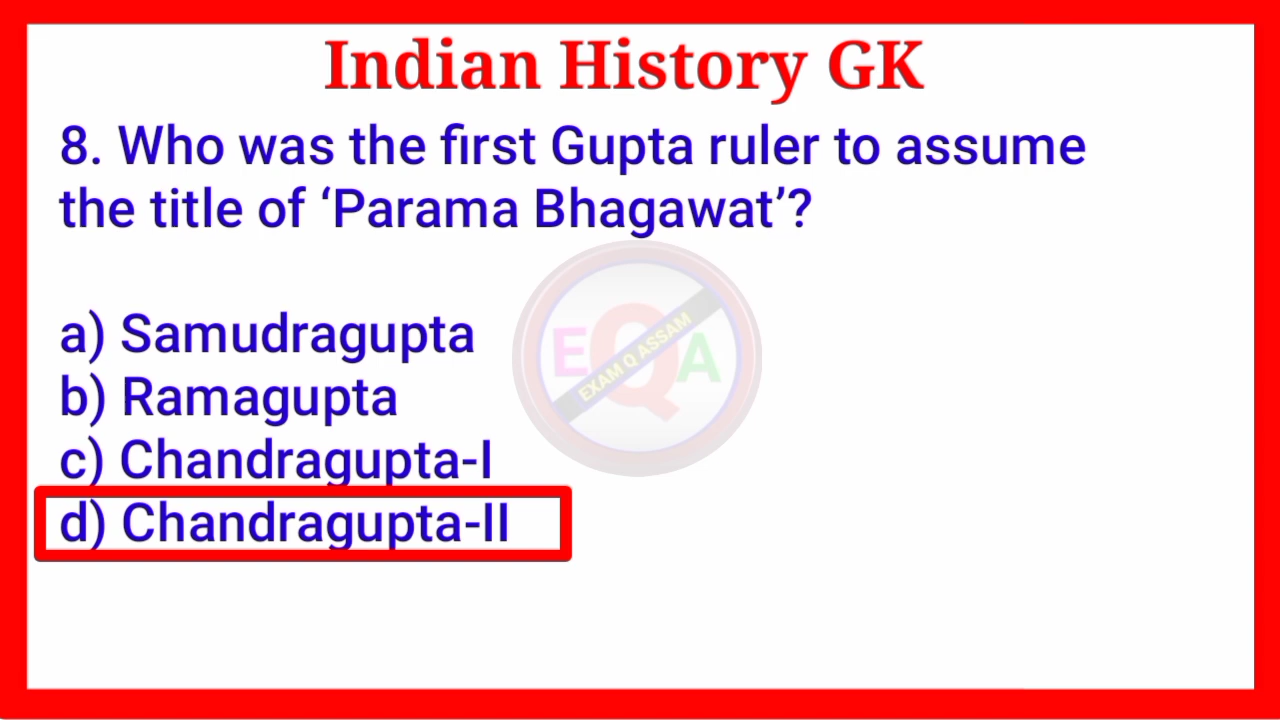 Indian History GK
8. Who was the first Gupta ruler to assume
the title of ‘Parama Bhagawat’?
a) Samudragupta
b) Ramagupta
c) Chandragupta-I
d) Chandragupta-II
EQA
EXAM Q ASSAM